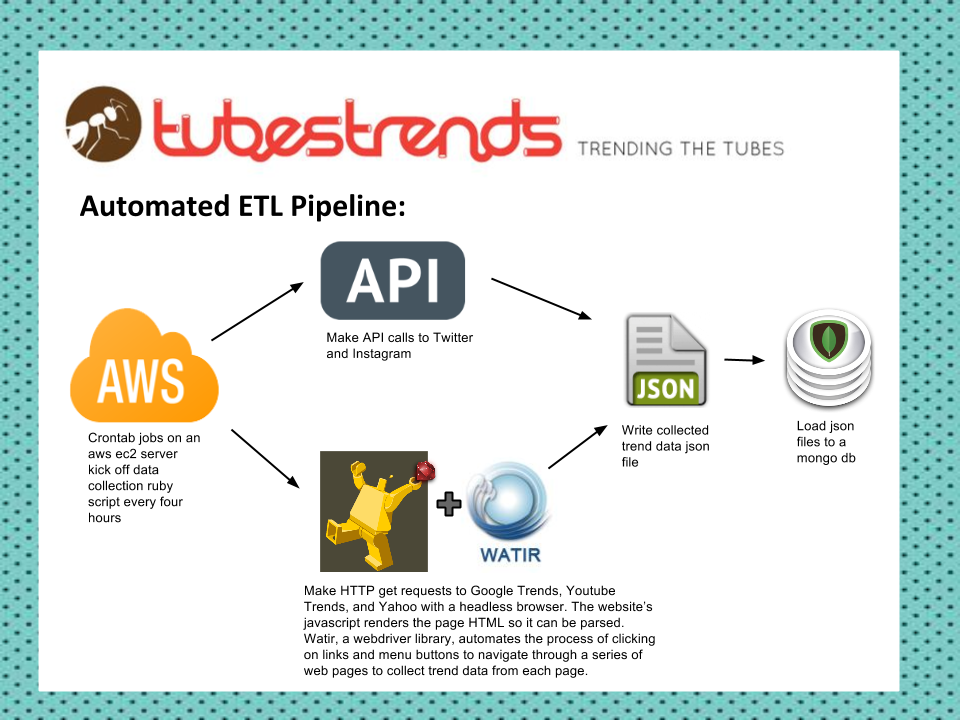 tubestrends TRENDING THE TUBES
Automated ETL Pipeline:
API
Make API calls to Twitter
and Instagram
AWS
Crontab jobs on an
aws ec2 server
kick off data
collection ruby
script every four
hours
WATIR
Make HTTP get requests to Google Trends, Youtube
Trends, and Yahoo with a headless browser. The website's
javascript renders the page HTML so it can be parsed.
Watir, a webdriver library, automates the process of clicking
on links and menu buttons to navigate through a series of
web pages to collect trend data from each page.
JSON
Write collected
trend data json
file
Load json
files to a
mongo db